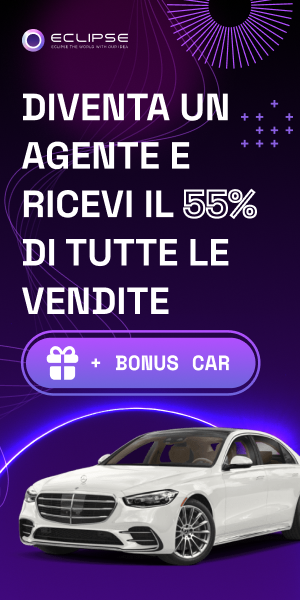 ECLIPSE
ECLIPSE THE WORLD WITH OUR IDEA
DIVENTA UN
AGENTE E
RICEVI IL 55%
DI TUTTE LE
VENDITE
+ BONUS CAR